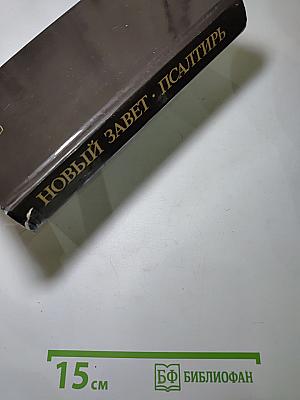 НОВЫЙ ЗАВЕТ • ПСАЛТИРЬ
15 см
БФ БИБЛИОФАН